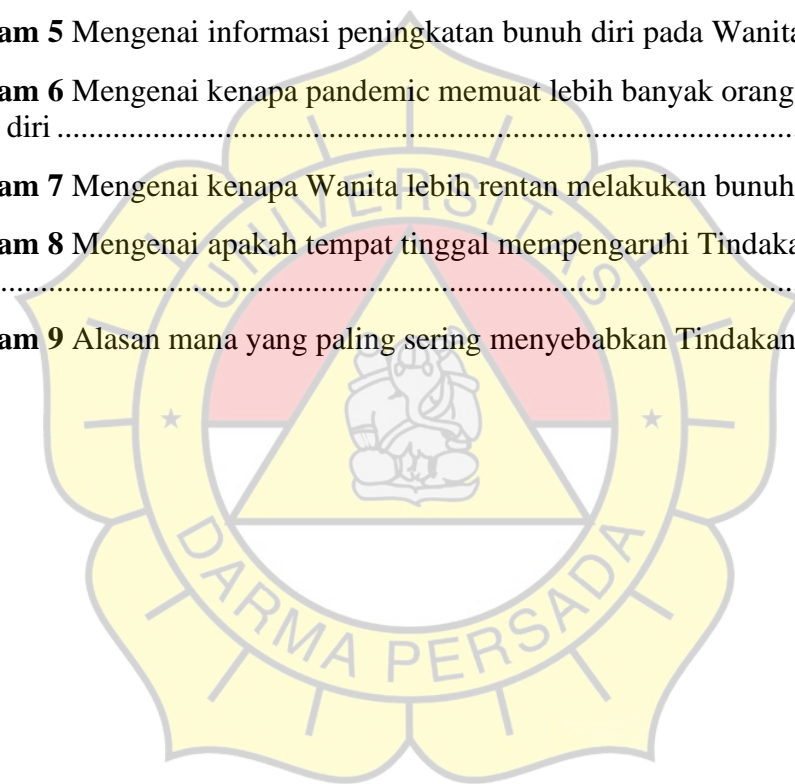 am 5 Mengenai informasi peningkatan bunuh diri pada Wanita
am 6 Mengenai kenapa pandemic memuat lebih banyak orang
diri ....................................................................................................
am 7 Mengenai kenapa Wanita lebih rentan melakukan bunuh
am 8 Mengenai apakah tempat tinggal mempengaruhi Tindaka
....................................................................................................
am 9 Alasan mana yang paling sering menyebabkan Tindakan
UNIVERSITAS
DARMA PERSADA